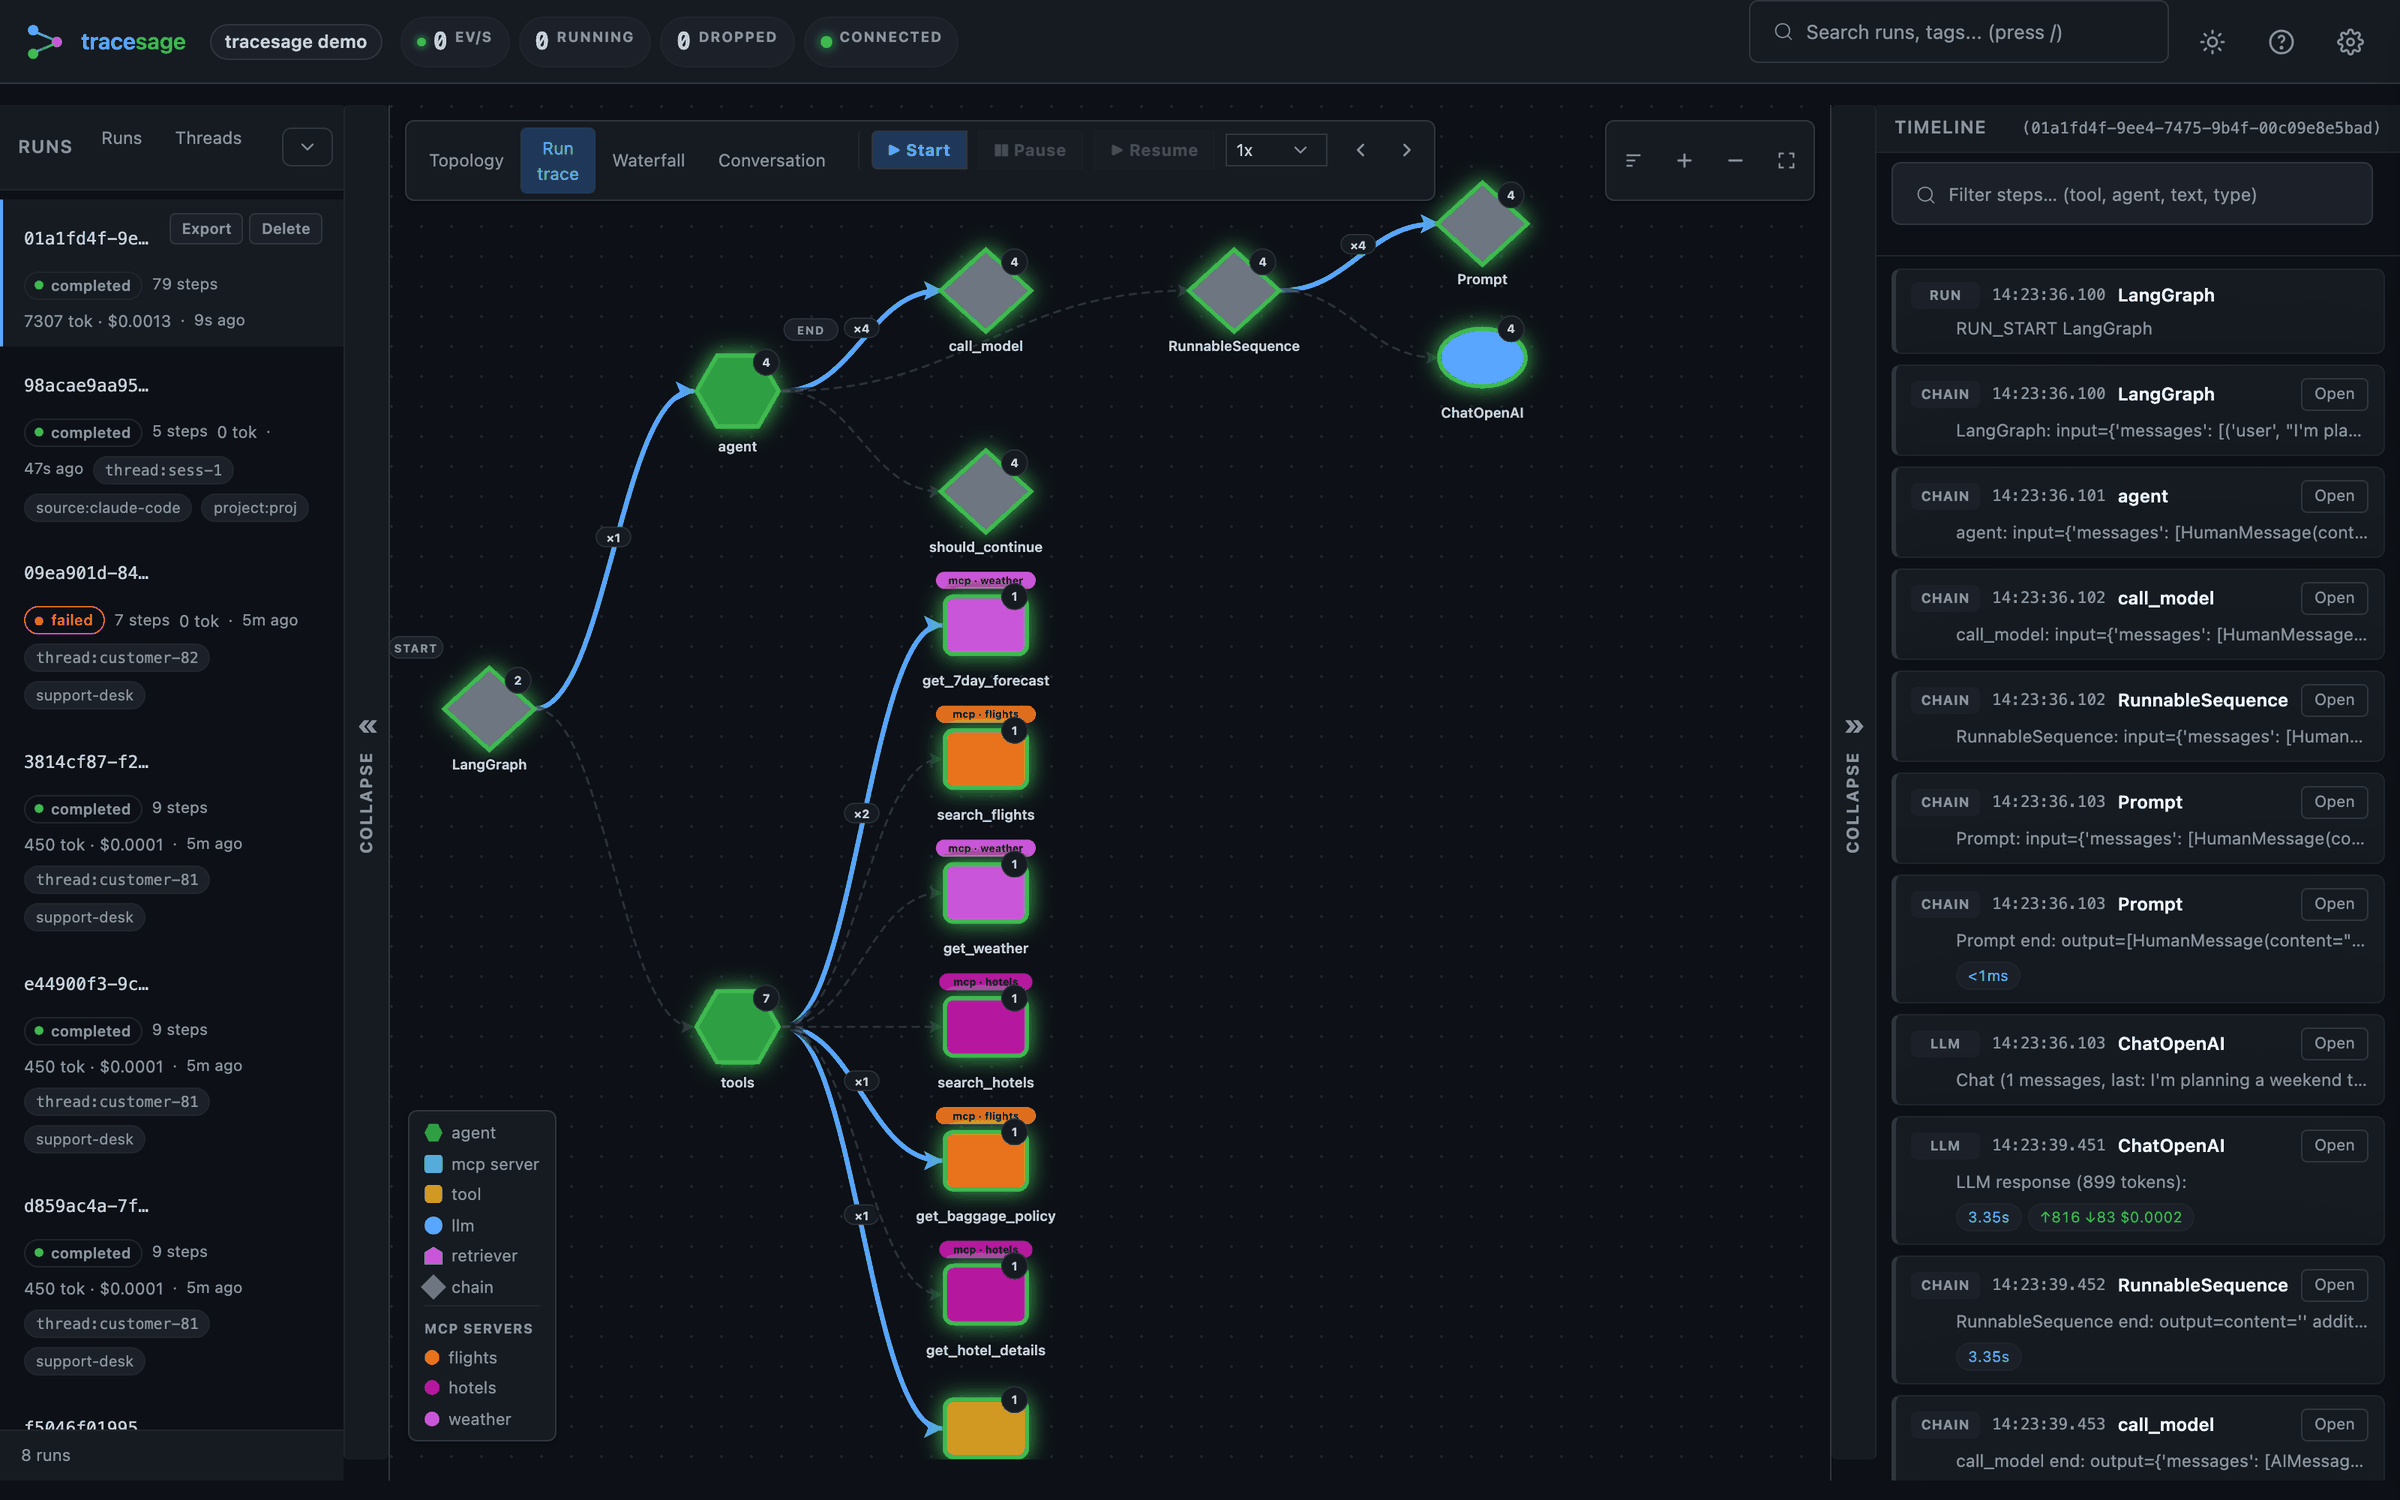 tracesage
tracesage demo
0 EV/S
0 RUNNING
0 DROPPED
CONNECTED
Search runs, tags... (press /)
RUNS
Runs
Threads
01a1fd4f-9e…
Export
Delete
completed
79 steps
7307 tok · $0.0013 · 9s ago
98acae9aa95…
completed
5 steps 0 tok ·
47s ago
thread:sess-1
source:claude-code
project:proj
09ea901d-84…
failed
7 steps 0 tok · 5m ago
thread:customer-82
support-desk
3814cf87-f2…
completed
9 steps
450 tok · $0.0001 · 5m ago
thread:customer-81
support-desk
e44900f3-9c…
completed
9 steps
450 tok · $0.0001 · 5m ago
thread:customer-81
support-desk
d859ac4a-7f…
completed
9 steps
450 tok · $0.0001 · 5m ago
thread:customer-81
support-desk
f5046f01995
8 runs
« COLLAPSE
Topology
Run
trace
Waterfall
Conversation
Start
Pause
Resume
1x
START
2
LangGraph
×1
4
agent
END
×4
4
call_model
4
RunnableSequence
×4
4
Prompt
4
ChatOpenAI
4
should_continue
mcp · weather
1
get_7day_forecast
mcp · flights
1
search_flights
×2
mcp · weather
1
get_weather
mcp · hotels
1
search_hotels
7
tools
×1
mcp · flights
1
get_baggage_policy
×1
mcp · hotels
1
get_hotel_details
1
agent
mcp server
tool
llm
retriever
chain
MCP SERVERS
flights
hotels
weather
» COLLAPSE
TIMELINE
(01a1fd4f-9ee4-7475-9b4f-00c09e8e5bad)
Filter steps... (tool, agent, text, type)
RUN 14:23:36.100 LangGraph
RUN_START LangGraph
CHAIN 14:23:36.100 LangGraph Open
LangGraph: input={'messages': [('user', "I'm pla…
CHAIN 14:23:36.101 agent Open
agent: input={'messages': [HumanMessage(cont…
CHAIN 14:23:36.102 call_model Open
call_model: input={'messages': [HumanMessage…
CHAIN 14:23:36.102 RunnableSequence Open
RunnableSequence: input={'messages': [Human…
CHAIN 14:23:36.103 Prompt Open
Prompt: input={'messages': [HumanMessage(co…
CHAIN 14:23:36.103 Prompt Open
Prompt end: output=[HumanMessage(content="…
<1ms
LLM 14:23:36.103 ChatOpenAI Open
Chat (1 messages, last: I'm planning a weekend t…
LLM 14:23:39.451 ChatOpenAI Open
LLM response (899 tokens):
3.35s
↑816 ↓83 $0.0002
CHAIN 14:23:39.452 RunnableSequence Open
RunnableSequence end: output=content='' addit…
3.35s
CHAIN 14:23:39.453 call_model Open
call_model end: output={'messages': [AIMessag…